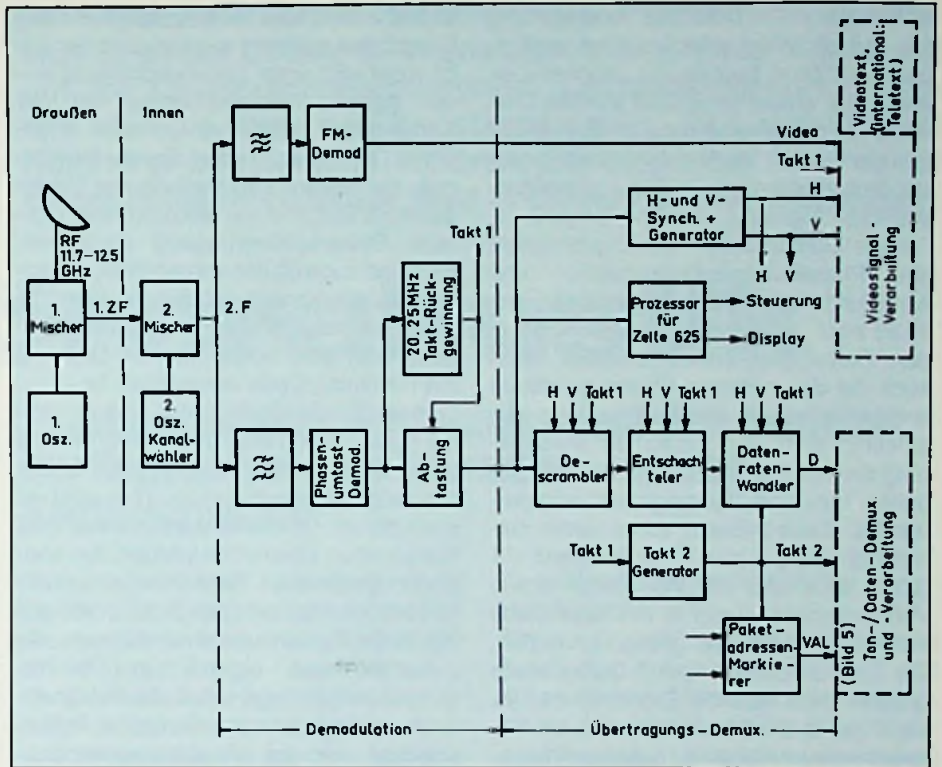 Draußen
Innen
RF
11.7–12.5
GHz
1.
Mischer
1. ZF
2.
Mischer
1.
Osz.
2.
Osz. Kanal-
wähler
2. F
FM-
Demod
Phasen-
umtast-
Demod.
20.25MHz
Takt-Rück-
gewinnung
Takt 1
Ab-
tastung
Video
Takt 1
H- und V-
Synch. +
Generator
H
V
H
V
Prozessor
für
Zeile 625
Steuerung
Display
H V Takt1
H V Takt1
H V Takt 1
De-
scrambler
Entschach-
teler
Daten-
raten-
Wandler
D
Takt 1
Takt 2
Generator
Takt 2
Paket-
adressen-
Markie-
rer
VAL
Videotext,
(international:
Teletext)
Videosignal-
Verarbeitung
(Bild 5)
Ton-/Daten-Demux
und -Verarbeitung
Demodulation
Übertragungs-Demux.